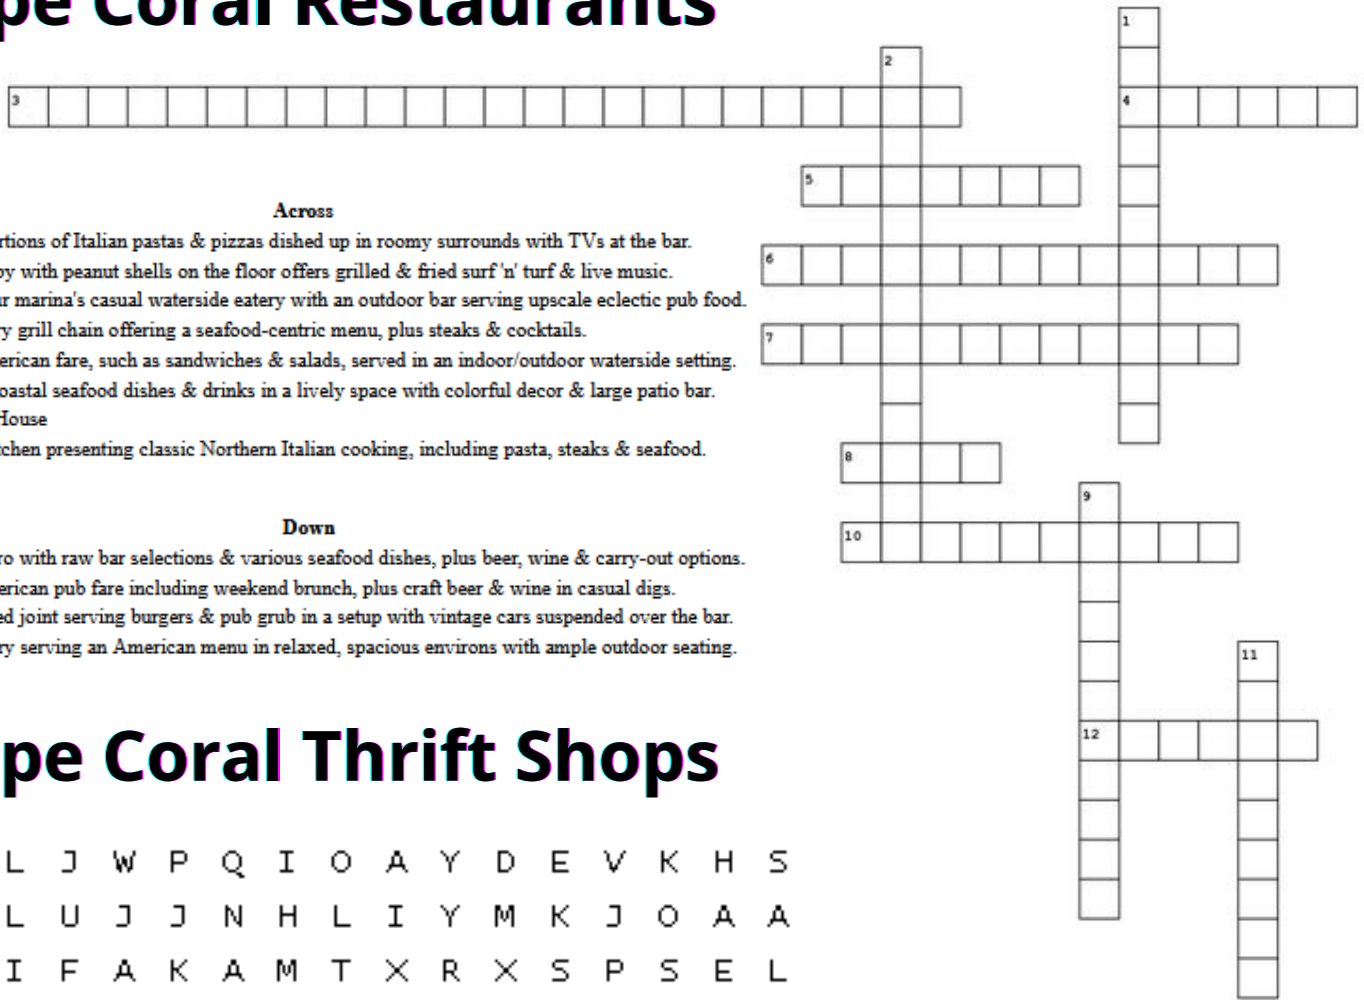 pe Coral Restaurants
1
2
3
4
5
Across
rtions of Italian pastas & pizzas dished up in roomy surrounds with TVs at the bar.
6
by with peanut shells on the floor offers grilled & fried surf 'n' turf & live music.
ur marina's casual waterside eatery with an outdoor bar serving upscale eclectic pub food.
ry grill chain offering a seafood-centric menu, plus steaks & cocktails.
7
erican fare, such as sandwiches & salads, served in an indoor/outdoor waterside setting.
oastal seafood dishes & drinks in a lively space with colorful decor & large patio bar.
House
tchen presenting classic Northern Italian cooking, including pasta, steaks & seafood.
8
9
Down
10
ro with raw bar selections & various seafood dishes, plus beer, wine & carry-out options.
erican pub fare including weekend brunch, plus craft beer & wine in casual digs.
ed joint serving burgers & pub grub in a setup with vintage cars suspended over the bar.
ry serving an American menu in relaxed, spacious environs with ample outdoor seating.
11
12
pe Coral Thrift Shops
L J W P Q I O A Y D E V K H S
L U J J N H L I Y M K J O A A
I F A K A M T X R X S P S E L